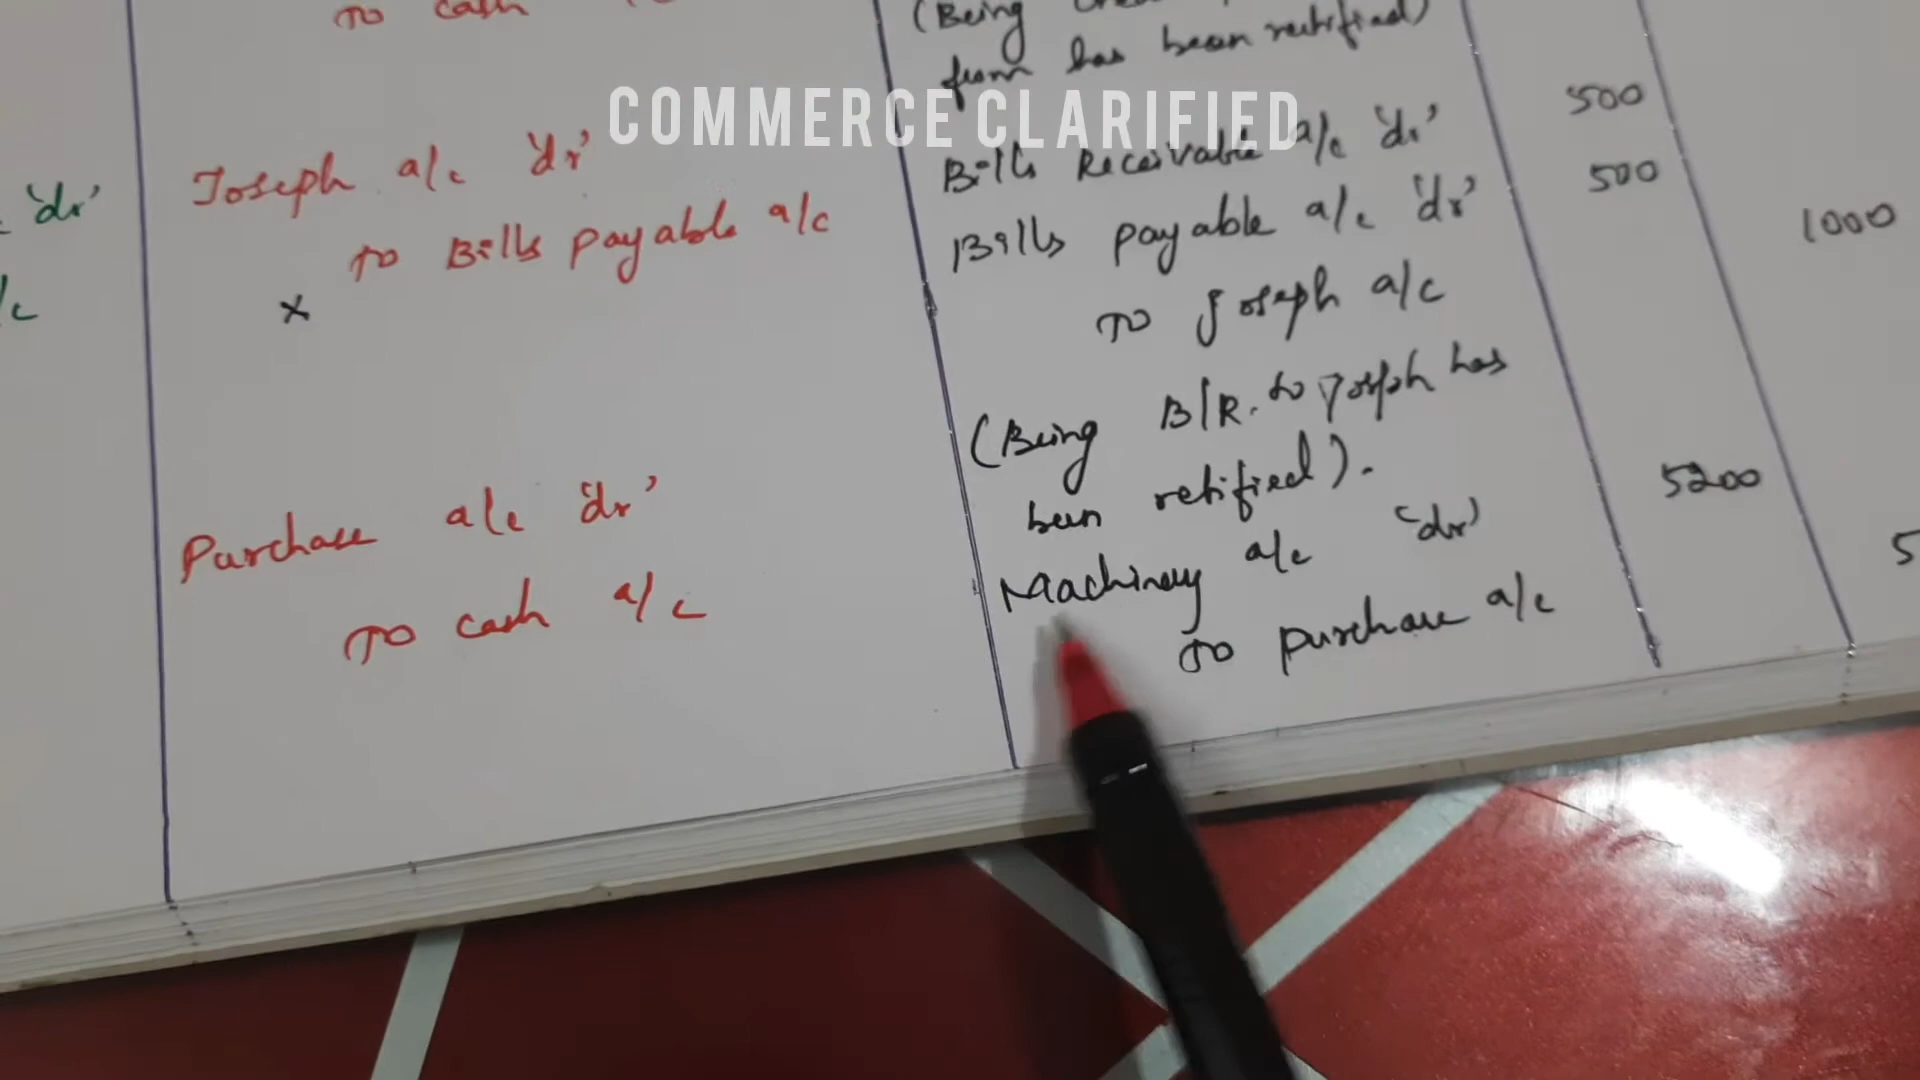 To cash
(Being
from has been rectified)
COMMERCE CLARIFIED
500
'dr'
Joseph a/c 'dr'
Bills Receivable a/c 'dr'
500
To Bills payable a/c
Bills payable a/c 'dr'
1000
/c
x
To Joseph a/c
(Being B/R. to Joseph has
been retified).
5200
Purchase a/c 'dr'
Machinery a/c 'dr'
5
To cash a/c
To purchase a/c